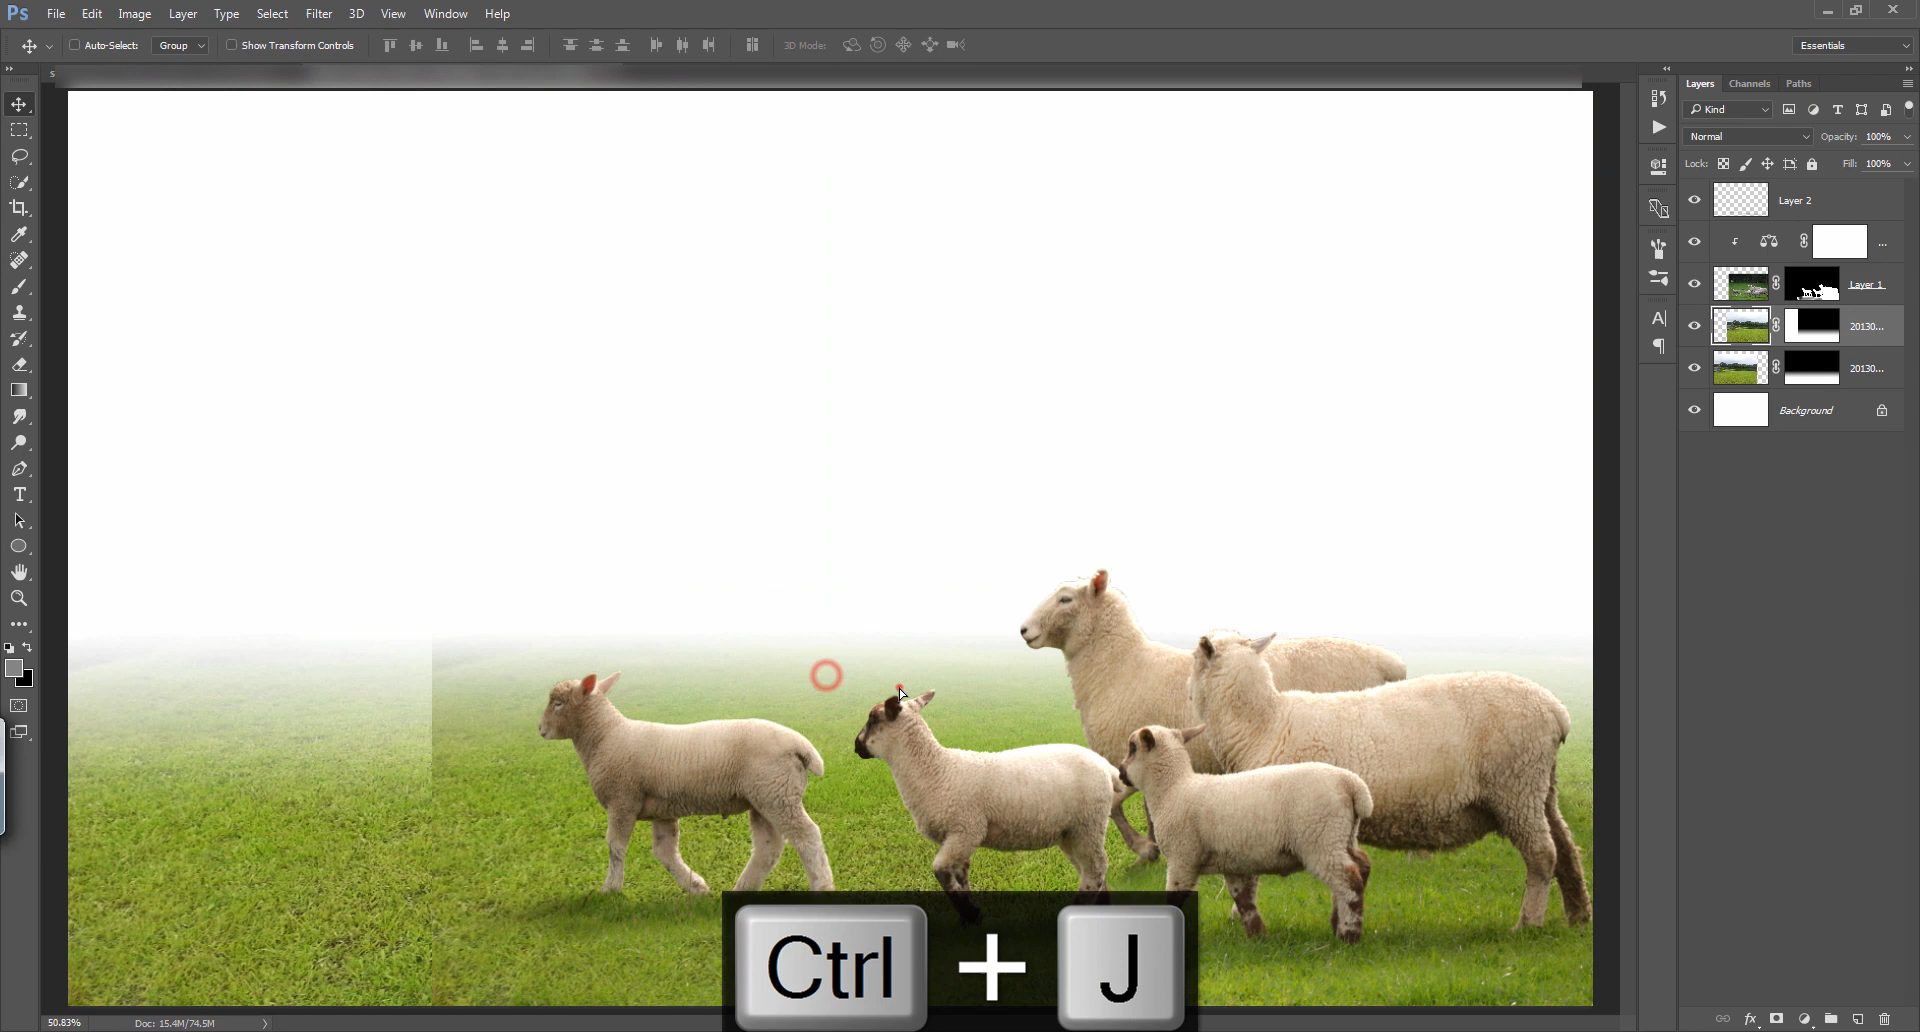 Ps File Edit Image Layer Type Select Filter 3D View Window Help
Auto-Select: Group Show Transform Controls 3D Mode: Essentials
S
Layers Channels Paths
Kind
Normal Opacity: 100%
Lock: Fill: 100%
Layer 2
...
Layer 1
20130...
20130...
Background
Ctrl + J
50.83% Doc: 15.4M/74.5M